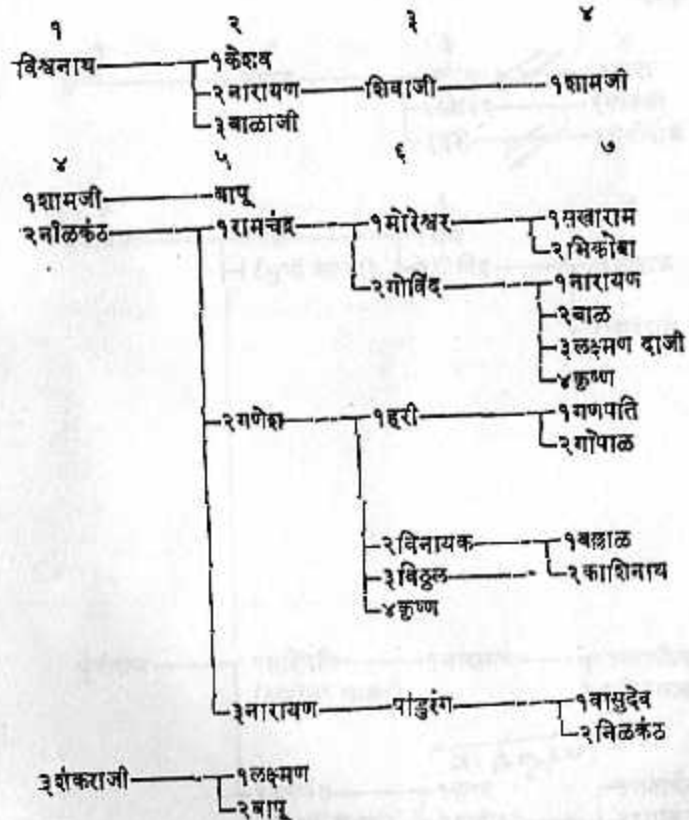 १ २ ३ ४
विश्वनाथ १केशव
२नारायण शिवाजी १शामजी
३बाळाजी
४ ५ ६ ७
१शामजी बापू
२नीळकंठ १रामचंद्र १मोरेश्वर १सखाराम
२भिकोबा
२गोविंद १नारायण
२बाळ
३लक्ष्मण दाजी
४कृष्ण
२गणेश १हरी १गणपति
२गोपाळ
२विनायक १बल्लाळ
३विठ्ठल २काशिनाथ
४कृष्ण
३नारायण पांडुरंग १वासुदेव
२निळकंठ
३शंकराजी १लक्ष्मण
२बापू